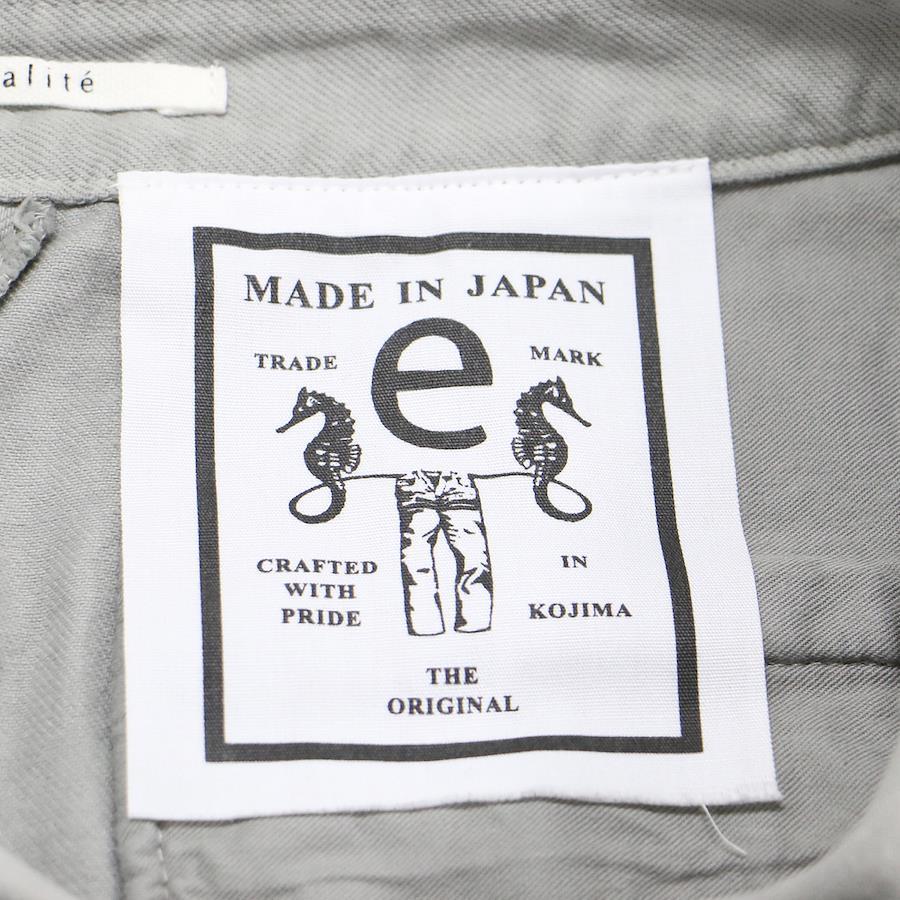 alité
MADE IN JAPAN
e
TRADE MARK
CRAFTED
WITH
PRIDE
IN
KOJIMA
THE
ORIGINAL